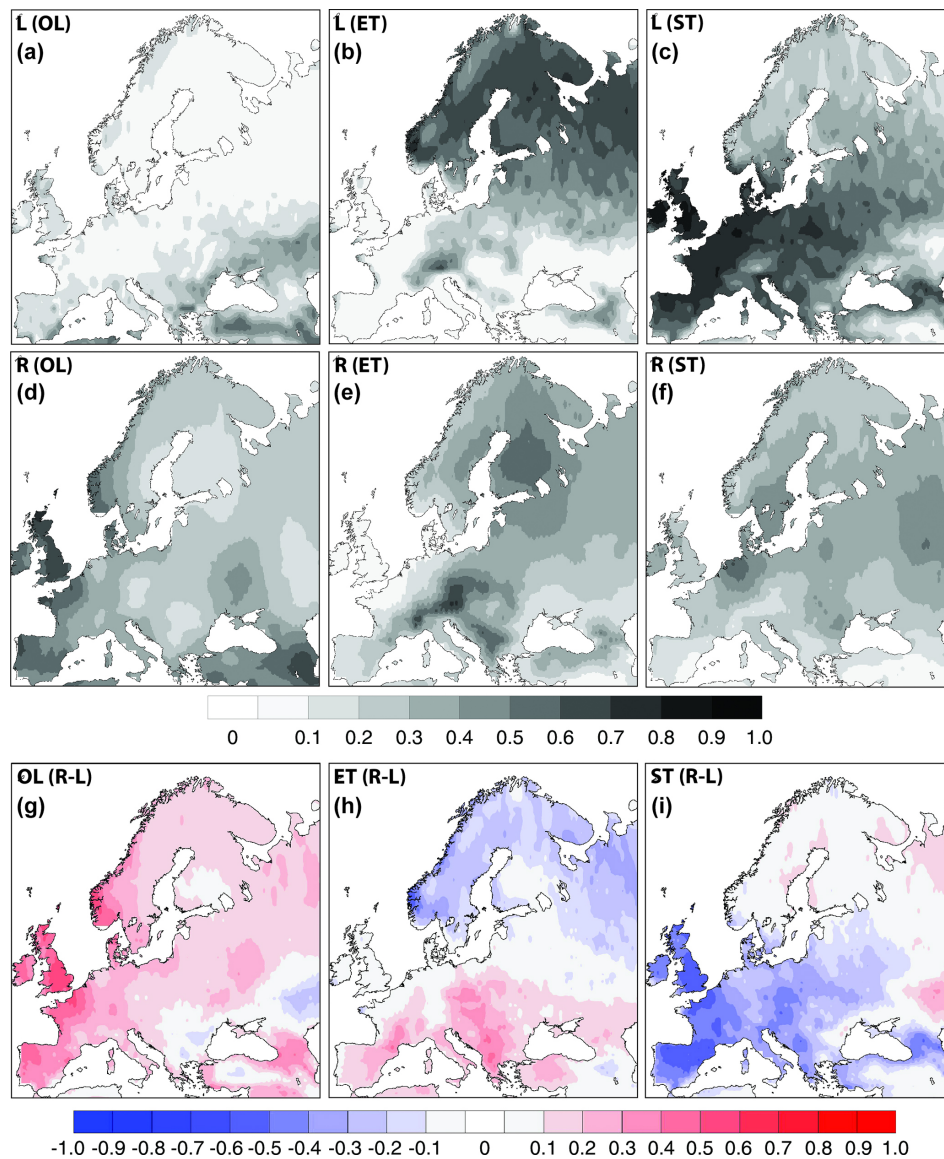 L (OL)
(a)
L (ET)
(b)
L (ST)
(c)
R (OL)
(d)
R (ET)
(e)
R (ST)
(f)
0 0.1 0.2 0.3 0.4 0.5 0.6 0.7 0.8 0.9 1.0
OL (R-L)
(g)
ET (R-L)
(h)
ST (R-L)
(i)
-1.0 -0.9 -0.8 -0.7 -0.6 -0.5 -0.4 -0.3 -0.2 -0.1 0 0.1 0.2 0.3 0.4 0.5 0.6 0.7 0.8 0.9 1.0